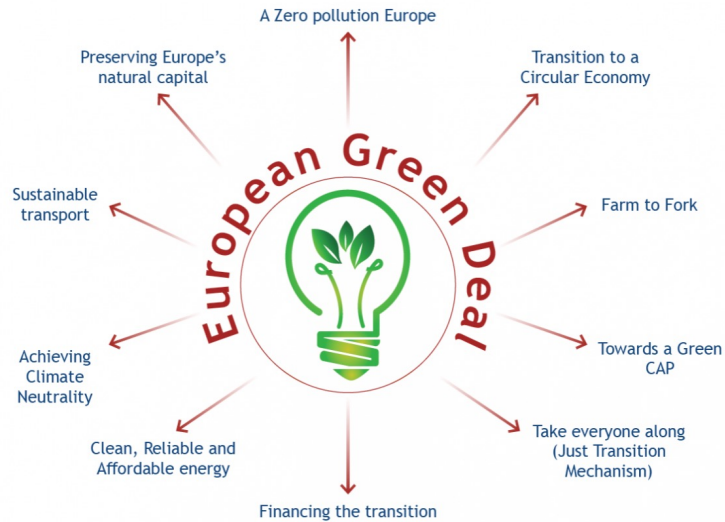 A Zero pollution Europe
Preserving Europe's
natural capital
Transition to a
Circular Economy
European Green Deal
Sustainable
transport
Farm to Fork
Achieving
Climate
Neutrality
Towards a Green
CAP
Clean, Reliable and
Affordable energy
Take everyone along
(Just Transition
Mechanism)
Financing the transition